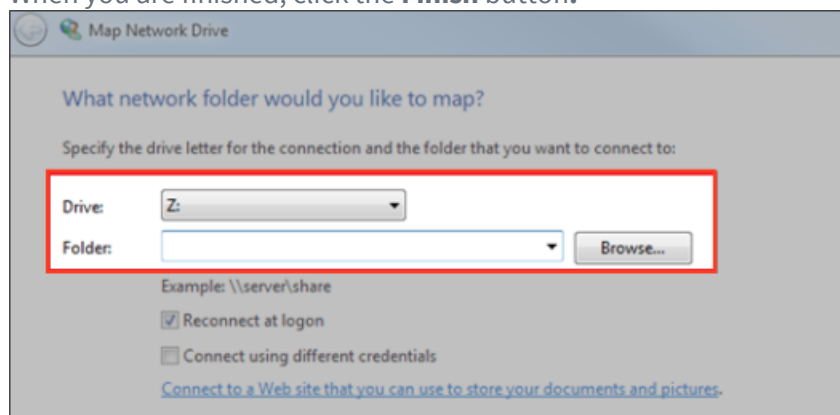 When you are finished, click the Finish button.
Map Network Drive
What network folder would you like to map?
Specify the drive letter for the connection and the folder that you want to connect to:
Drive: Z:
Folder: Browse...
Example: \\server\share
Reconnect at logon
Connect using different credentials
Connect to a Web site that you can use to store your documents and pictures.